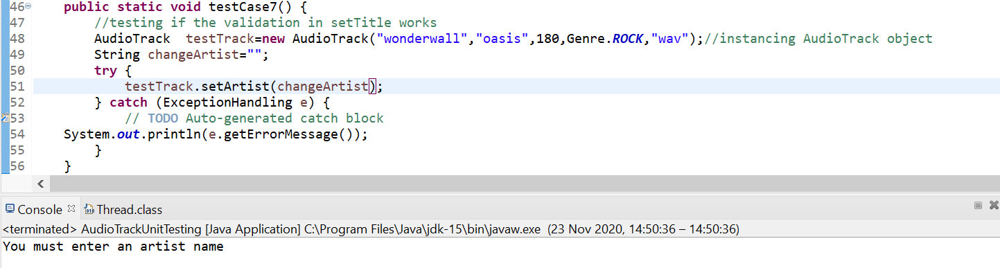 46 public static void testCase7() {
47 //testing if the validation in setTitle works
48 AudioTrack  testTrack=new AudioTrack("wonderwall","oasis",180,Genre.ROCK,"wav");//instancing AudioTrack object
49 String changeArtist="";
50 try {
51 testTrack.setArtist(changeArtist);
52 } catch (ExceptionHandling e) {
53 // TODO Auto-generated catch block
54 System.out.println(e.getErrorMessage());
55 }
56 }
Console Thread.class
<terminated> AudioTrackUnitTesting [Java Application] C:\Program Files\Java\jdk-15\bin\javaw.exe  (23 Nov 2020, 14:50:36 – 14:50:36)
You must enter an artist name